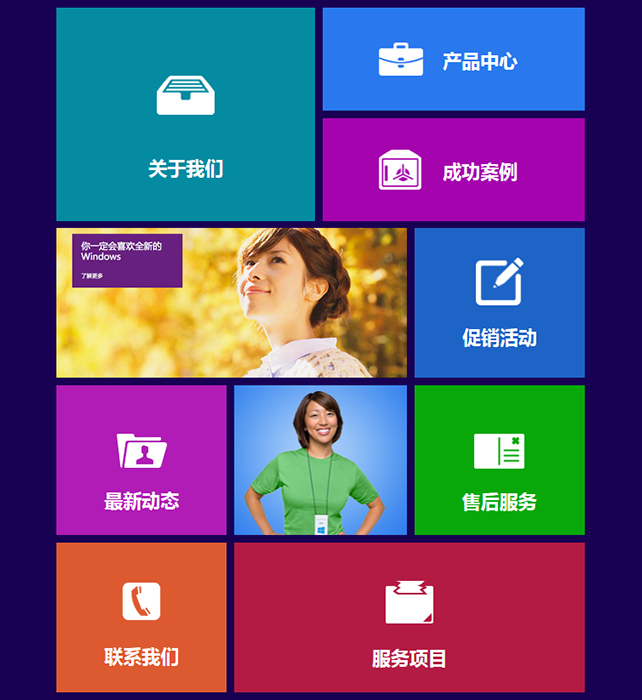 关于我们
产品中心
成功案例
你一定会喜欢全新的
Windows
了解更多
促销活动
最新动态
售后服务
联系我们
服务项目